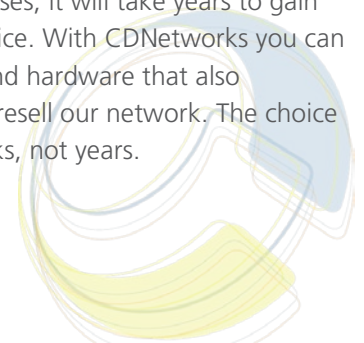 ses, it will take years to gain
ice. With CDNetworks you can
nd hardware that also
resell our network. The choice
ks, not years.